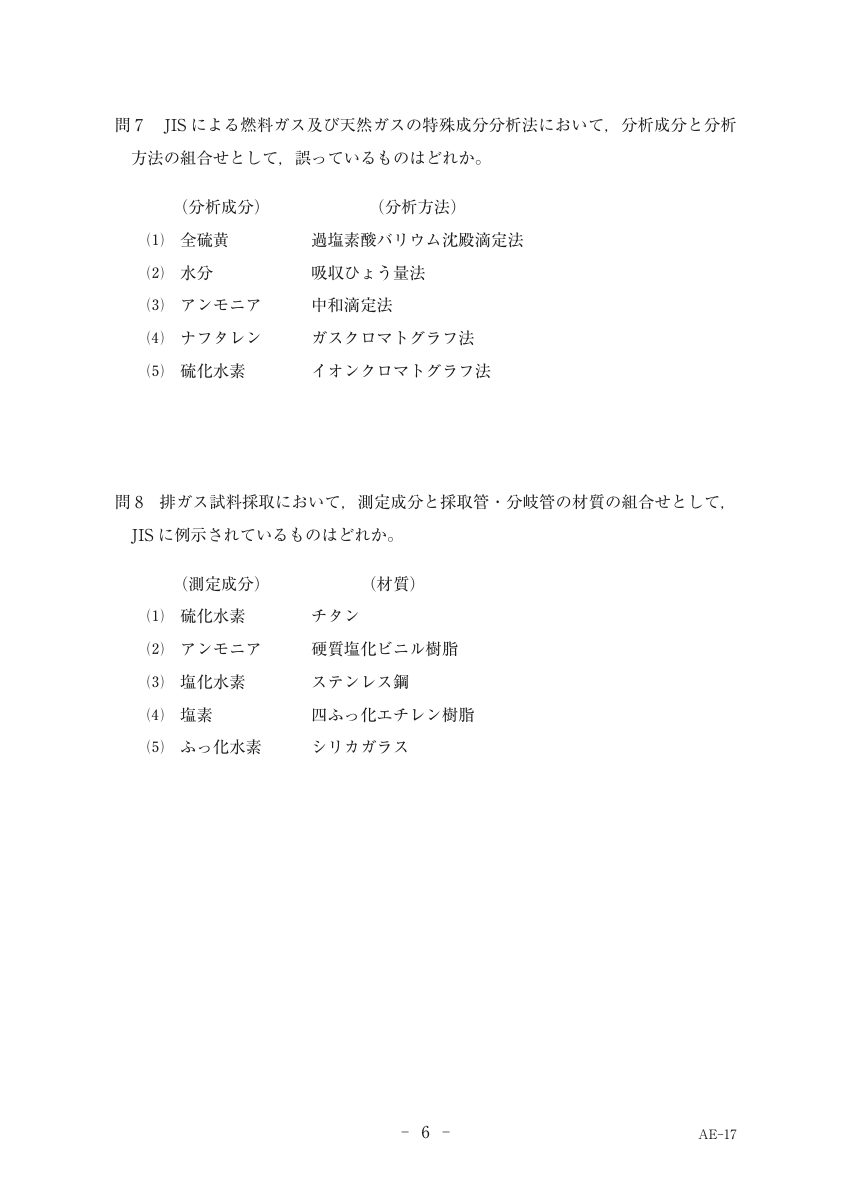 問7　JISによる燃料ガス及び天然ガスの特殊成分分析法において，分析成分と分析
方法の組合せとして，誤っているものはどれか。
（分析成分）　（分析方法）
⑴　全硫黄　過塩素酸バリウム沈殿滴定法
⑵　水分　吸収ひょう量法
⑶　アンモニア　中和滴定法
⑷　ナフタレン　ガスクロマトグラフ法
⑸　硫化水素　イオンクロマトグラフ法
問8　排ガス試料採取において，測定成分と採取管・分岐管の材質の組合せとして，
JISに例示されているものはどれか。
（測定成分）　（材質）
⑴　硫化水素　チタン
⑵　アンモニア　硬質塩化ビニル樹脂
⑶　塩化水素　ステンレス鋼
⑷　塩素　四ふっ化エチレン樹脂
⑸　ふっ化水素　シリカガラス
－ 6 －
AE-17